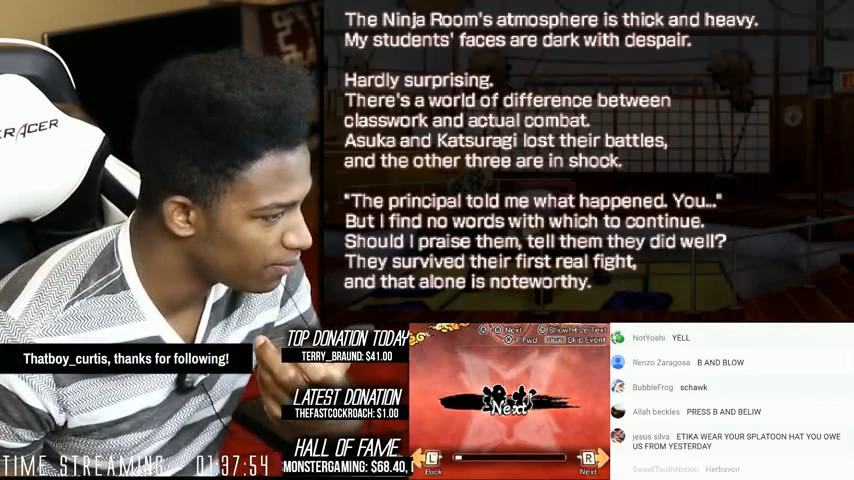 The Ninja Room's atmosphere is thick and heavy.
My students' faces are dark with despair.
Hardly surprising.
There's a world of difference between
classwork and actual combat.
Asuka and Katsuragi lost their battles,
and the other three are in shock.
"The principal told me what happened. You..."
But I find no words with which to continue.
Should I praise them, tell them they did well?
They survived their first real fight,
and that alone is noteworthy.
RACER
Thatboy_curtis, thanks for following!
TIME STREAMING 01:37:54
TOP DONATION TODAY
TERRY_BRAUND: $41.00
LATEST DONATION
THEFASTCOCKROACH: $1.00
HALL OF FAME
MONSTERGAMING: $68.40,
A Next
Show/Hide Text
X F.Fwd
Skip Event
Next
L
Back
R
Next
NotYoshi YELL
Renzo Zaragosa B AND BLOW
BubbleFrog schawk
Allah beckles PRESS B AND BELIW
jesus silva ETIKA WEAR YOUR SPLATOON HAT YOU OWE
US FROM YESTERDAY
SweetToothNation Herbavoir